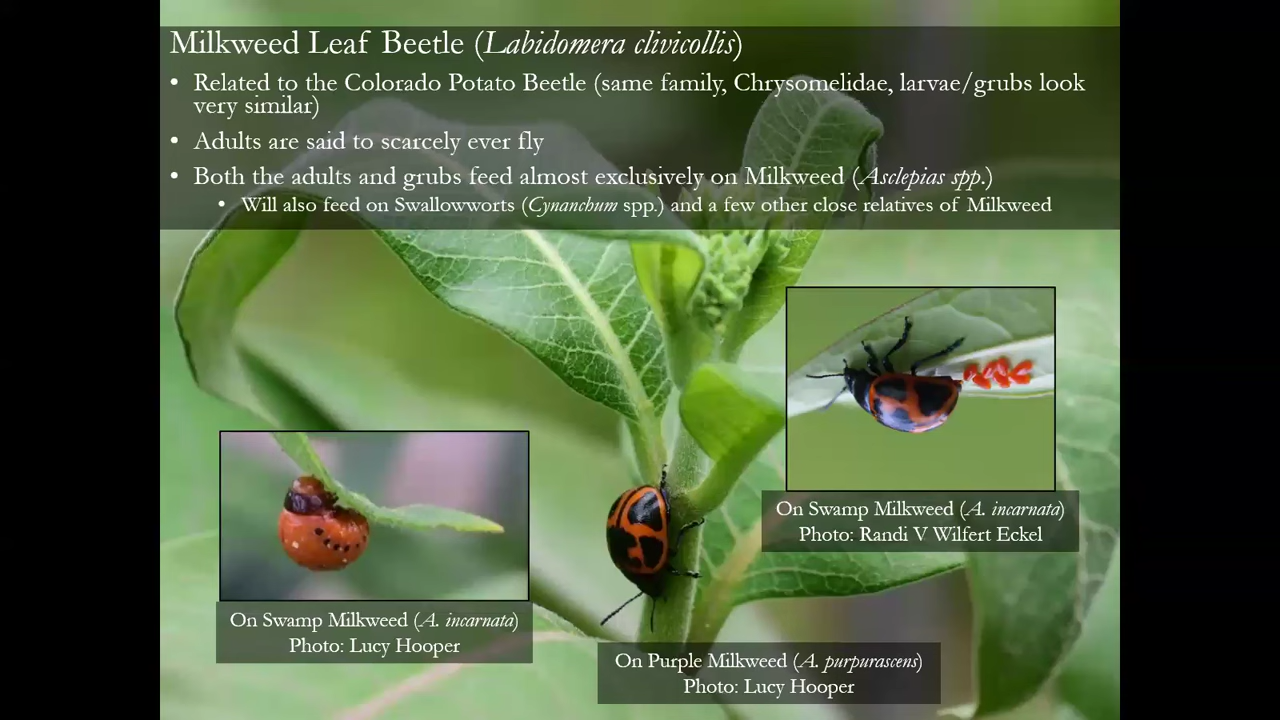 Milkweed Leaf Beetle (Labidomera clivicollis)
• Related to the Colorado Potato Beetle (same family, Chrysomelidae, larvae/grubs look
very similar)
• Adults are said to scarcely ever fly
• Both the adults and grubs feed almost exclusively on Milkweed (Asclepias spp.)
• Will also feed on Swallowworts (Cynanchum spp.) and a few other close relatives of Milkweed
On Swamp Milkweed (A. incarnata)
Photo: Randi V Wilfert Eckel
On Swamp Milkweed (A. incarnata)
Photo: Lucy Hooper
On Purple Milkweed (A. purpurascens)
Photo: Lucy Hooper